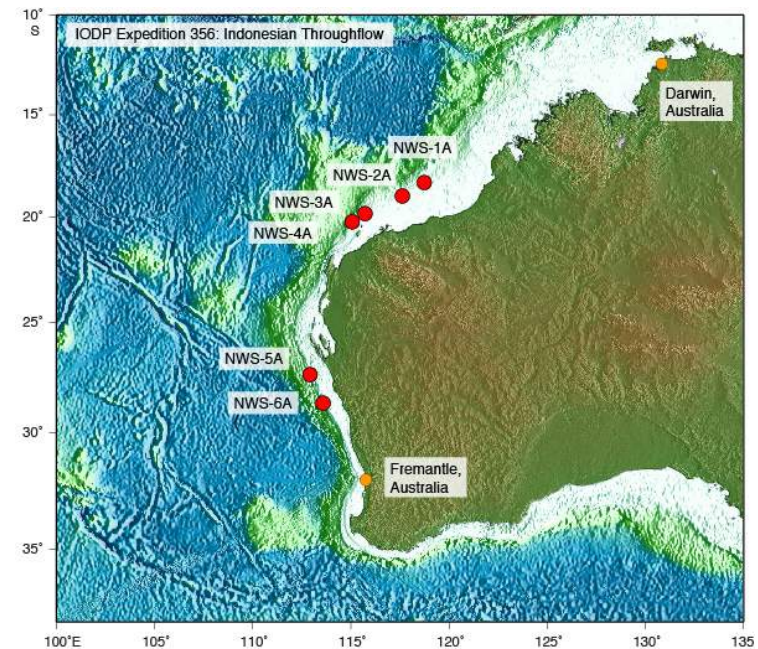 10°
S
IODP Expedition 356: Indonesian Throughflow
Darwin,
Australia
15°
NWS-1A
NWS-2A
NWS-3A
20°
NWS-4A
25°
NWS-5A
NWS-6A
30°
Fremantle,
Australia
35°
100°E 105° 110° 115° 120° 125° 130° 135